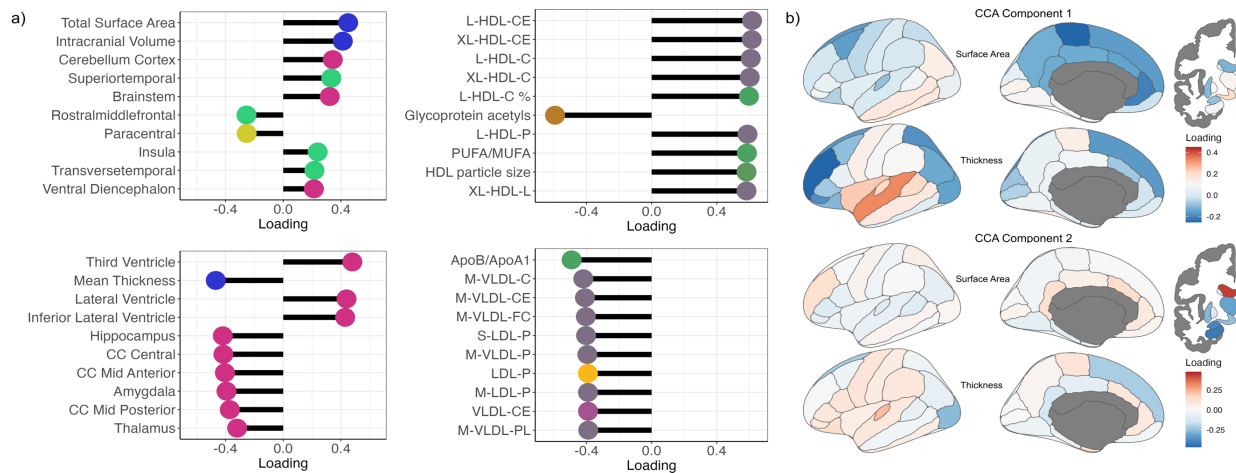 a)
Total Surface Area
Intracranial Volume
Cerebellum Cortex
Superiortemporal
Brainstem
Rostralmiddlefrontal
Paracentral
Insula
Transversetemporal
Ventral Diencephalon
-0.4 0.0 0.4
Loading
L-HDL-CE
XL-HDL-CE
L-HDL-C
XL-HDL-C
L-HDL-C %
Glycoprotein acetyls
L-HDL-P
PUFA/MUFA
HDL particle size
XL-HDL-L
-0.4 0.0 0.4
Loading
Third Ventricle
Mean Thickness
Lateral Ventricle
Inferior Lateral Ventricle
Hippocampus
CC Central
CC Mid Anterior
Amygdala
CC Mid Posterior
Thalamus
-0.4 0.0 0.4
Loading
ApoB/ApoA1
M-VLDL-C
M-VLDL-CE
M-VLDL-FC
S-LDL-P
M-VLDL-P
LDL-P
M-LDL-P
VLDL-CE
M-VLDL-PL
-0.4 0.0 0.4
Loading
b)
CCA Component 1
Surface Area
Thickness
Loading
0.4
0.2
0.0
-0.2
CCA Component 2
Surface Area
Thickness
Loading
0.25
0.00
-0.25